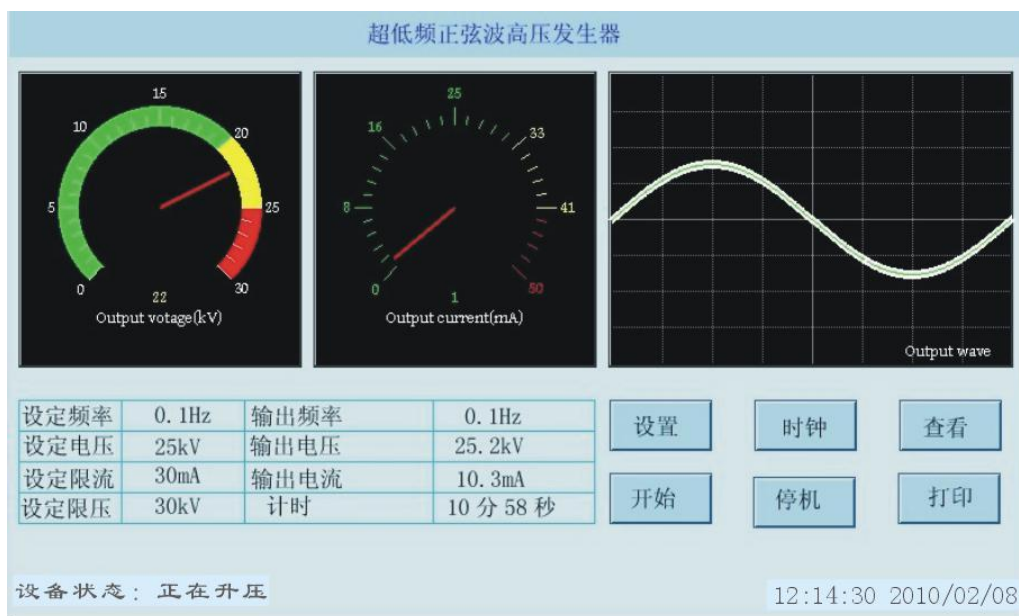 超低频正弦波高压发生器
15
10
20
5
25
0
30
22
Output votage(kV)
25
16
33
8
41
0
50
1
Output current(mA)
Output wave
设定频率 0.1Hz 输出频率 0.1Hz
设定电压 25kV 输出电压 25.2kV
设定限流 30mA 输出电流 10.3mA
设定限压 30kV 计时 10分58秒
设置 时钟 查看
开始 停机 打印
设备状态: 正在升压
12:14:30 2010/02/08